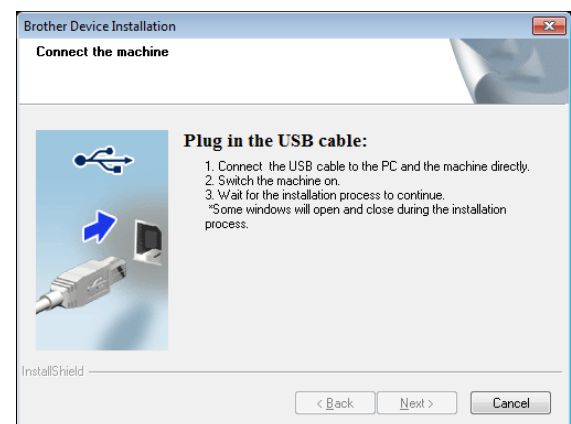 Brother Device Installation
Connect the machine
Plug in the USB cable:
1. Connect the USB cable to the PC and the machine directly.
2. Switch the machine on.
3. Wait for the installation process to continue.
*Some windows will open and close during the installation
process.
InstallShield
< Back Next > Cancel